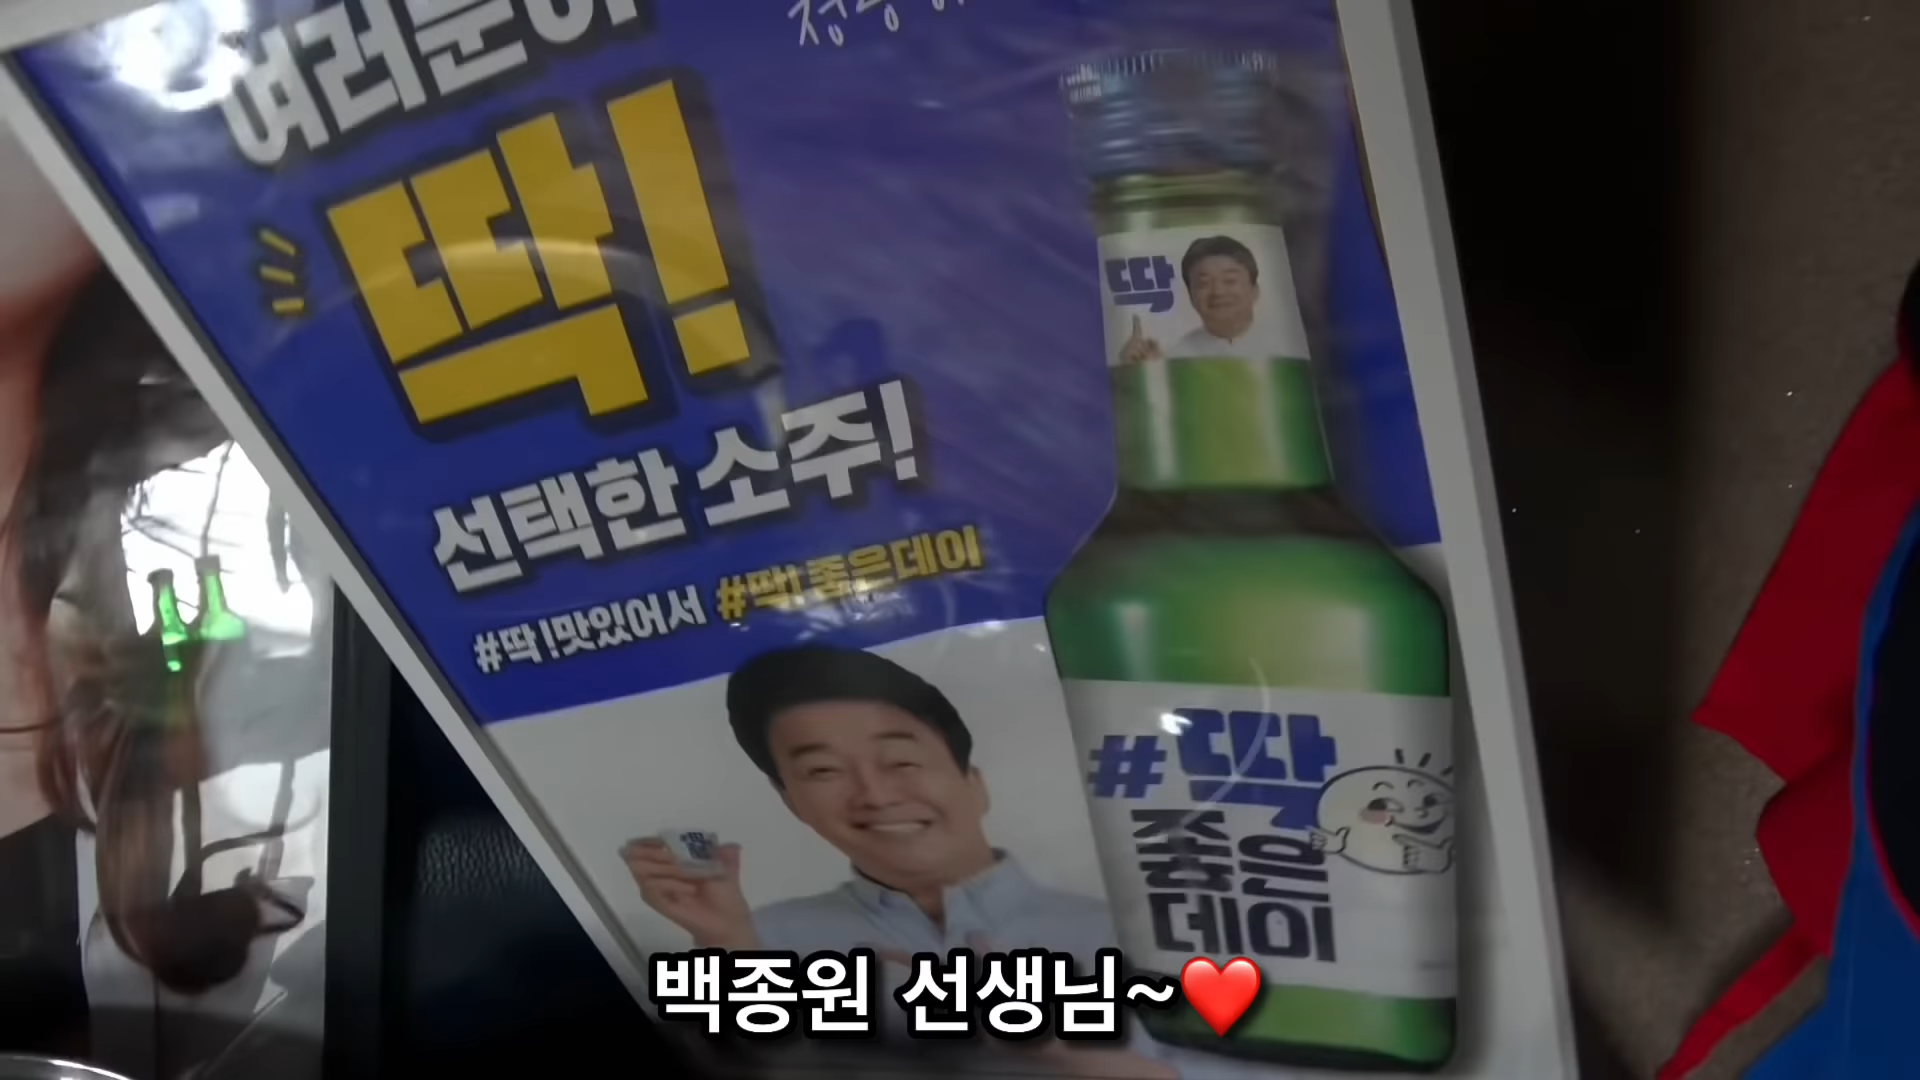 여러분이
딱!
선택한 소주!
#딱!맛있어서 #딱!좋은데이
딱
#딱
좋은
데이
백종원 선생님~❤️